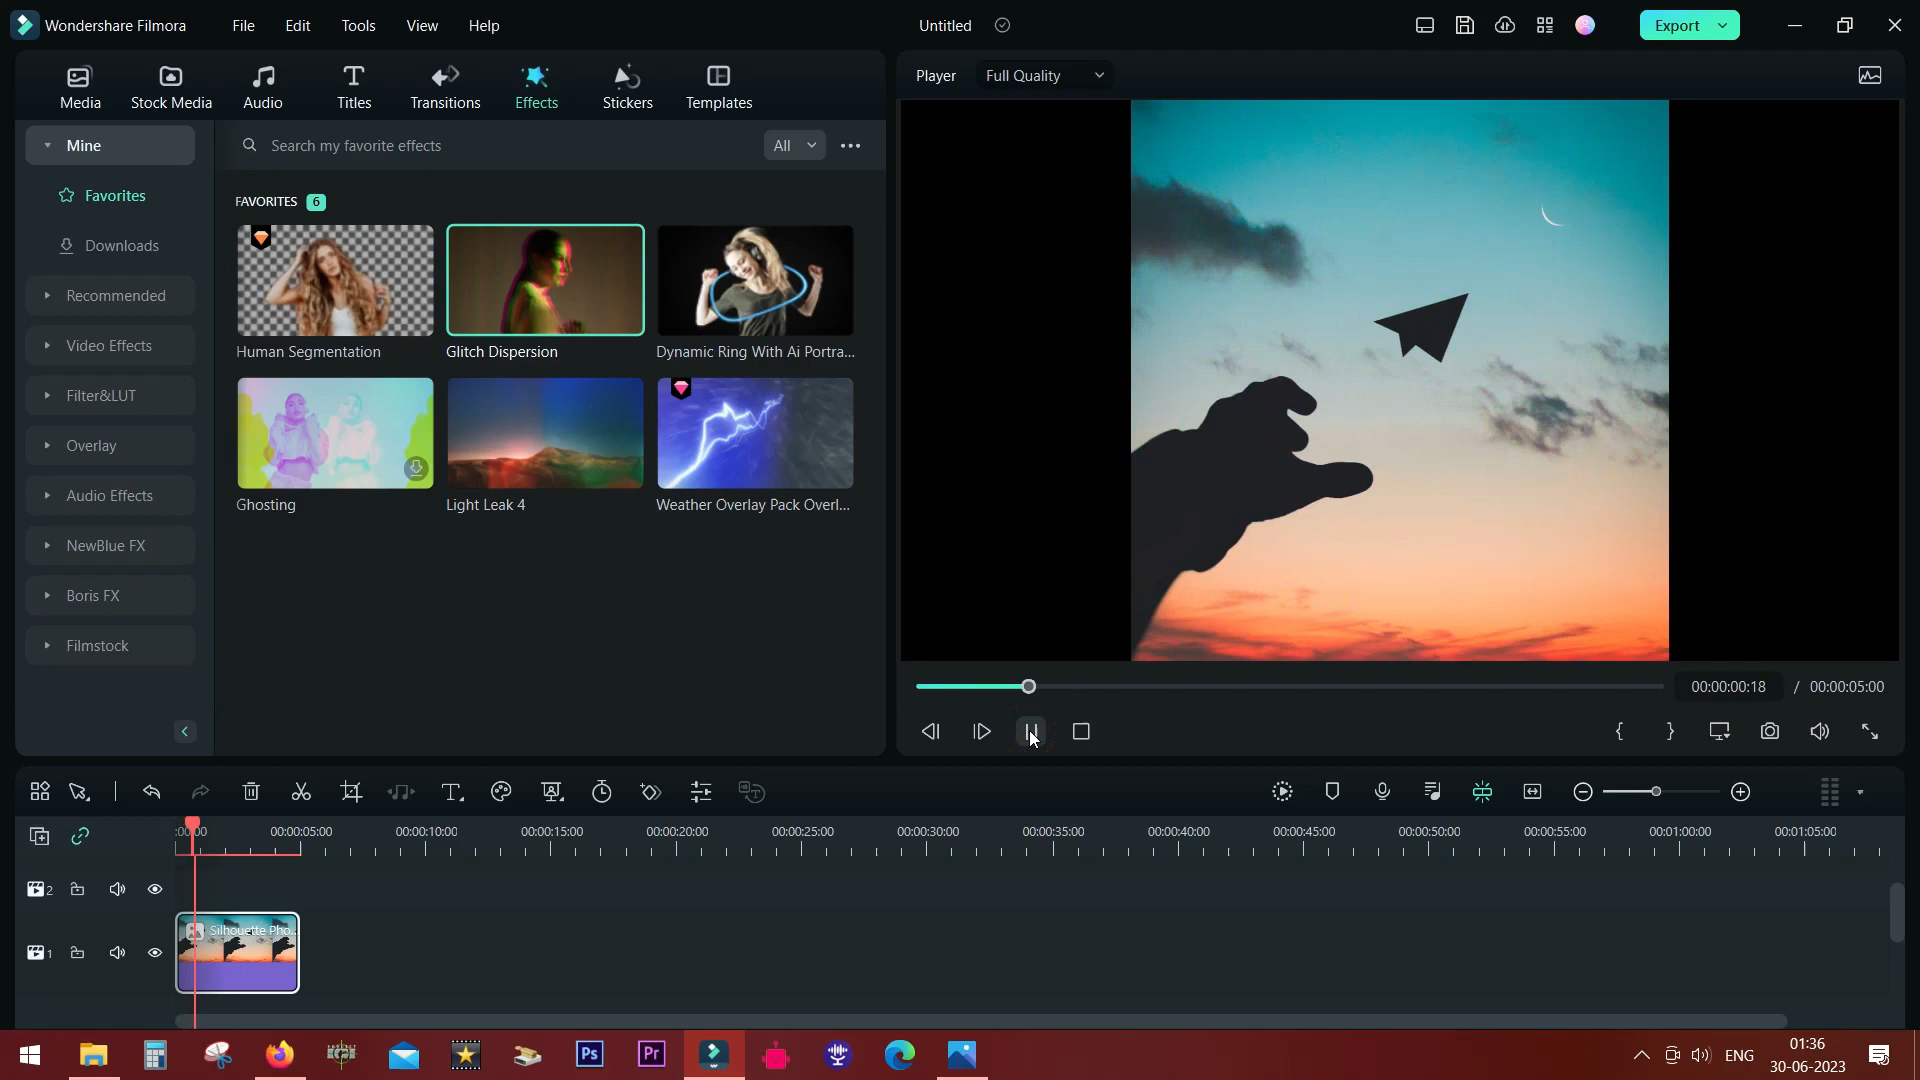 Wondershare Filmora
File Edit Tools View Help
Untitled
Export
Media Stock Media Audio Titles Transitions Effects Stickers Templates
Player Full Quality
Mine
Search my favorite effects
All
Favorites
FAVORITES 6
Downloads
Recommended
Video Effects
Filter&LUT
Overlay
Audio Effects
NewBlue FX
Boris FX
Filmstock
Human Segmentation
Glitch Dispersion
Dynamic Ring With Ai Portra...
Ghosting
Light Leak 4
Weather Overlay Pack Overl...
00:00:00:18 / 00:00:05:00
:00:00 00:00:05:00 00:00:10:00 00:00:15:00 00:00:20:00 00:00:25:00 00:00:30:00 00:00:35:00 00:00:40:00 00:00:45:00 00:00:50:00 00:00:55:00 00:01:00:00 00:01:05:00
2
Silhouette Pho...
1
Ps Pr
ENG
01:36
30-06-2023